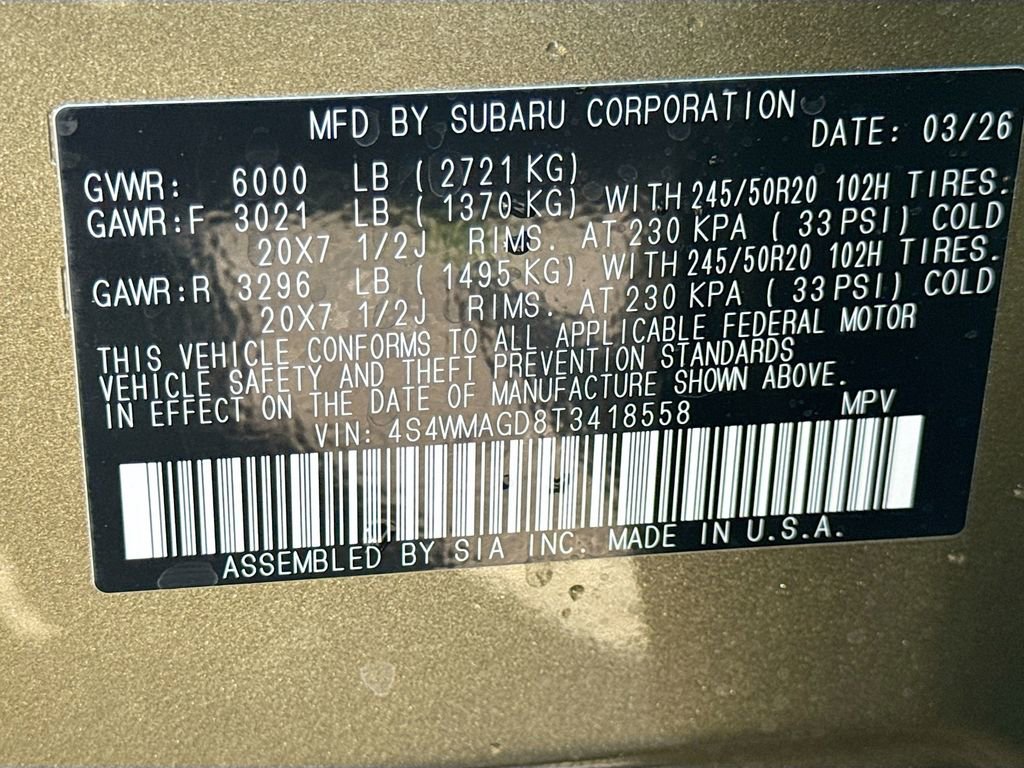 MFD BY SUBARU CORPORATION DATE: 03/26
GVWR: 6000 LB ( 2721 KG)
GAWR:F 3021 LB ( 1370 KG) WITH 245/50R20 102H TIRES.
20X7 1/2J RIMS. AT 230 KPA ( 33 PSI) COLD
GAWR:R 3296 LB ( 1495 KG) WITH 245/50R20 102H TIRES.
20X7 1/2J RIMS. AT 230 KPA ( 33 PSI) COLD
THIS VEHICLE CONFORMS TO ALL APPLICABLE FEDERAL MOTOR
VEHICLE SAFETY AND THEFT PREVENTION STANDARDS
IN EFFECT ON THE DATE OF MANUFACTURE SHOWN ABOVE.
VIN: 4S4WMAGD8T3418558 MPV
ASSEMBLED BY SIA INC. MADE IN U.S.A.